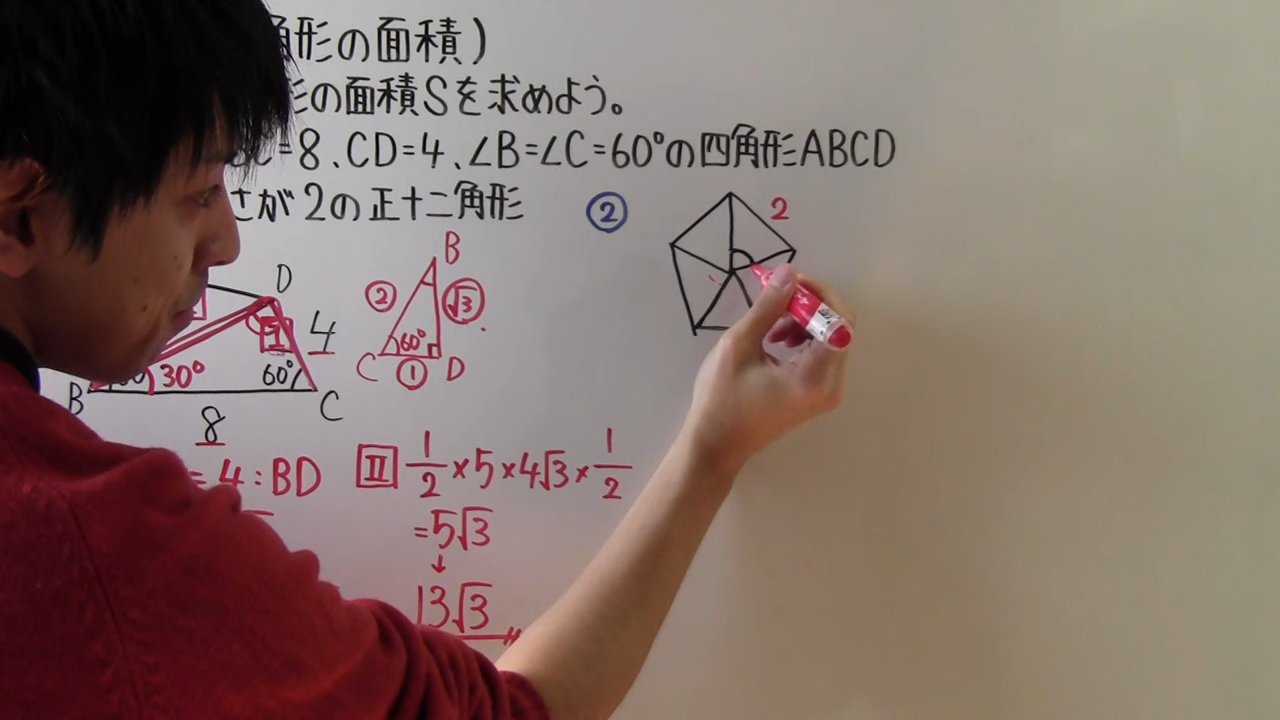 角形の面積)
形の面積Sを求めよう。
=8、CD=4、∠B=∠C=60°の四角形ABCD
さが2の正十二角形
②
2
D
4
30°
60°
B
C
8
B
②
√3
60°
C
①
D
= 4:BD
II 1/2 ×5×4√3×1/2
=5√3
↓
13√3